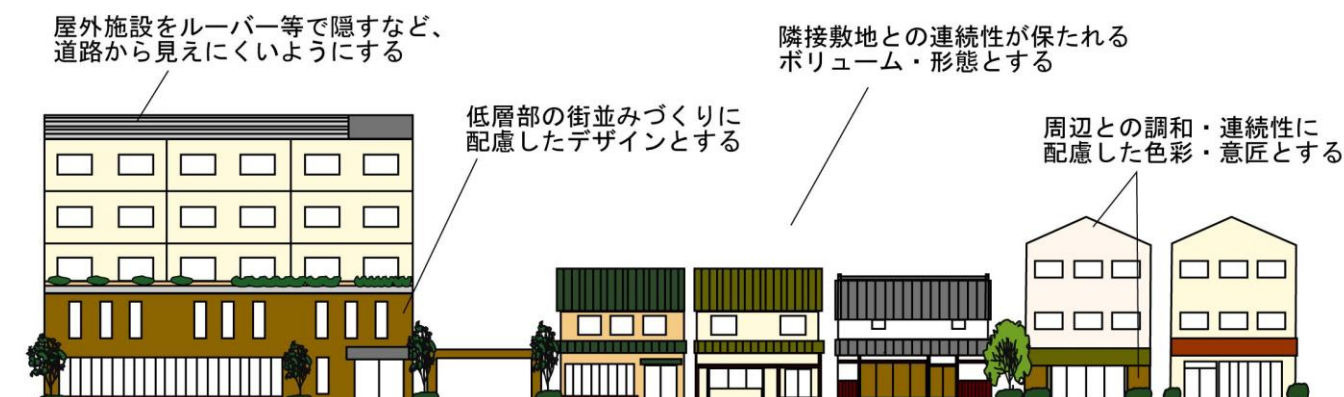 屋外施設をルーバー等で隠すなど、
道路から見えにくいようにする
低層部の街並みづくりに
配慮したデザインとする
隣接敷地との連続性が保たれる
ボリューム・形態とする
周辺との調和・連続性に
配慮した色彩・意匠とする